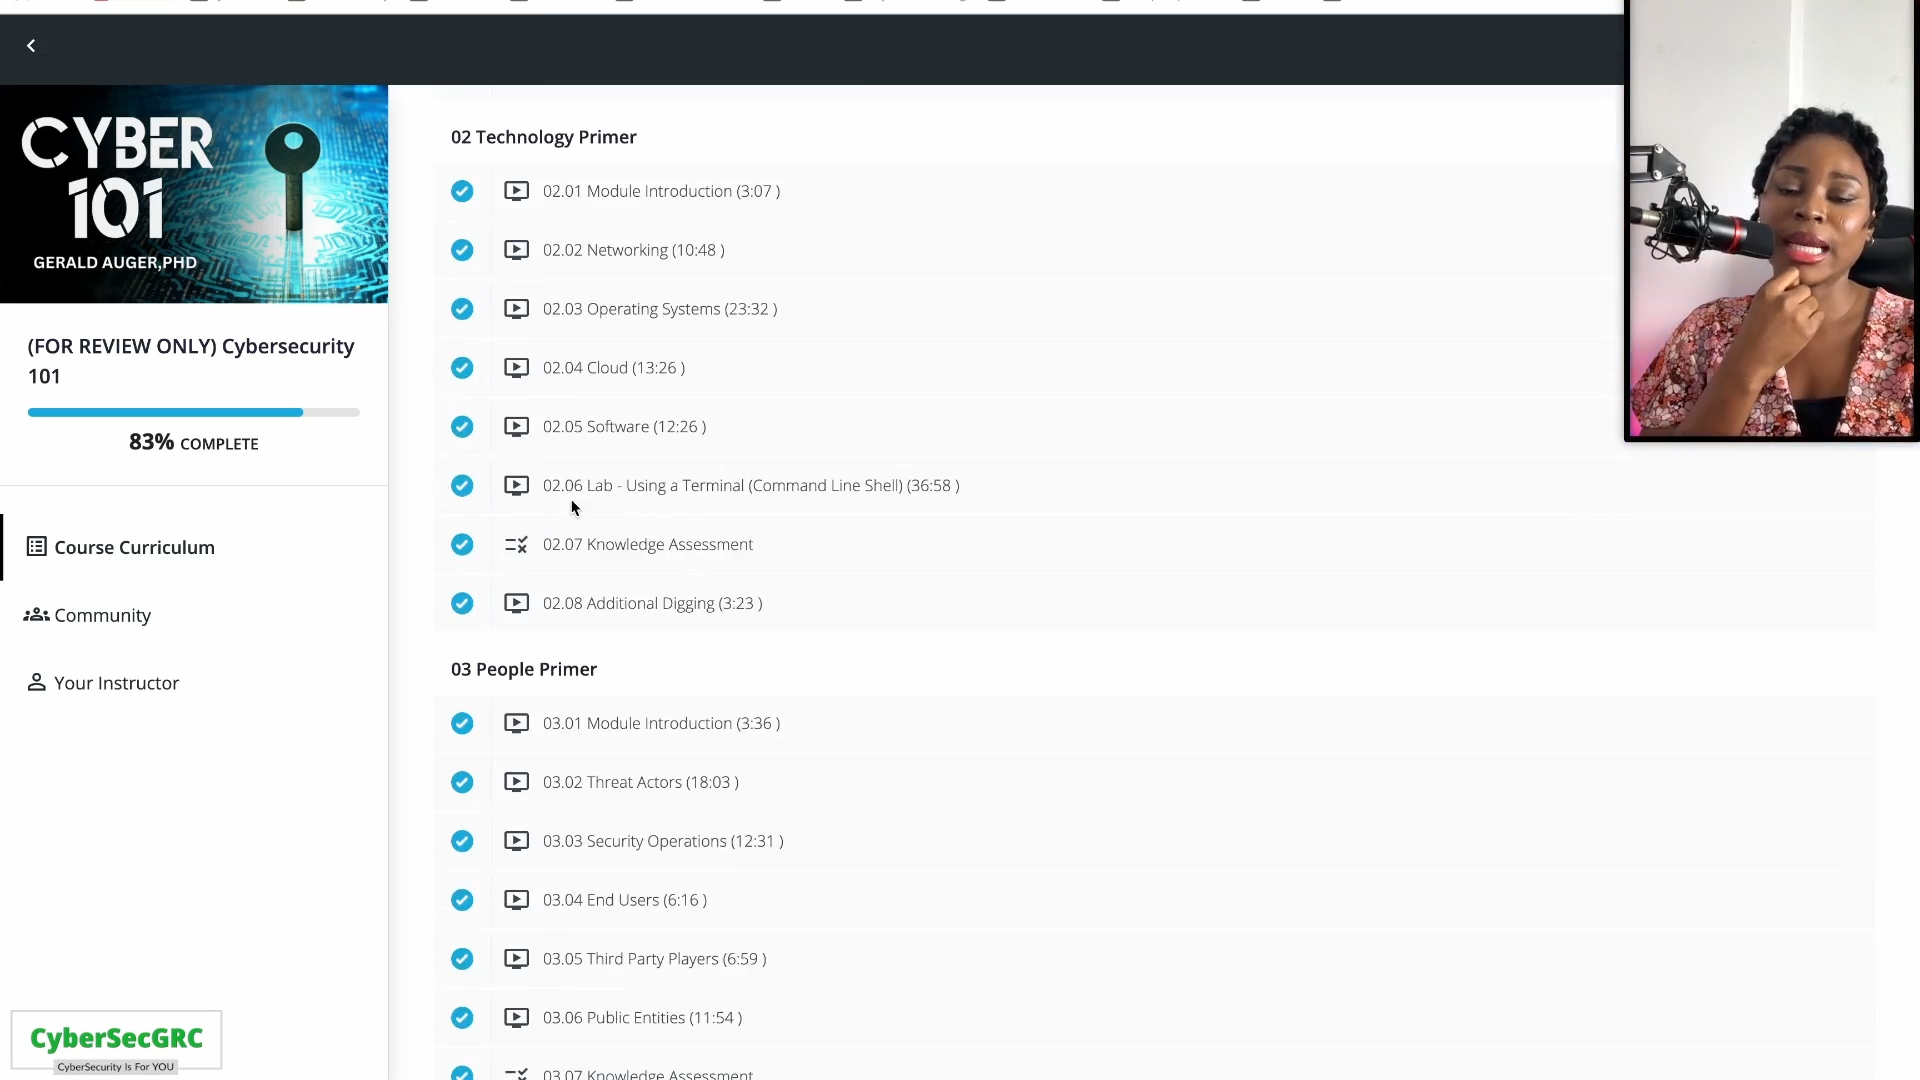 CYBER
101
GERALD AUGER,PHD
(FOR REVIEW ONLY) Cybersecurity
101
83% COMPLETE
Course Curriculum
Community
Your Instructor
CyberSecGRC
CyberSecurity Is For YOU
02 Technology Primer
02.01 Module Introduction (3:07 )
02.02 Networking (10:48 )
02.03 Operating Systems (23:32 )
02.04 Cloud (13:26 )
02.05 Software (12:26 )
02.06 Lab - Using a Terminal (Command Line Shell) (36:58 )
02.07 Knowledge Assessment
02.08 Additional Digging (3:23 )
03 People Primer
03.01 Module Introduction (3:36 )
03.02 Threat Actors (18:03 )
03.03 Security Operations (12:31 )
03.04 End Users (6:16 )
03.05 Third Party Players (6:59 )
03.06 Public Entities (11:54 )
03.07 Knowledge Assessment